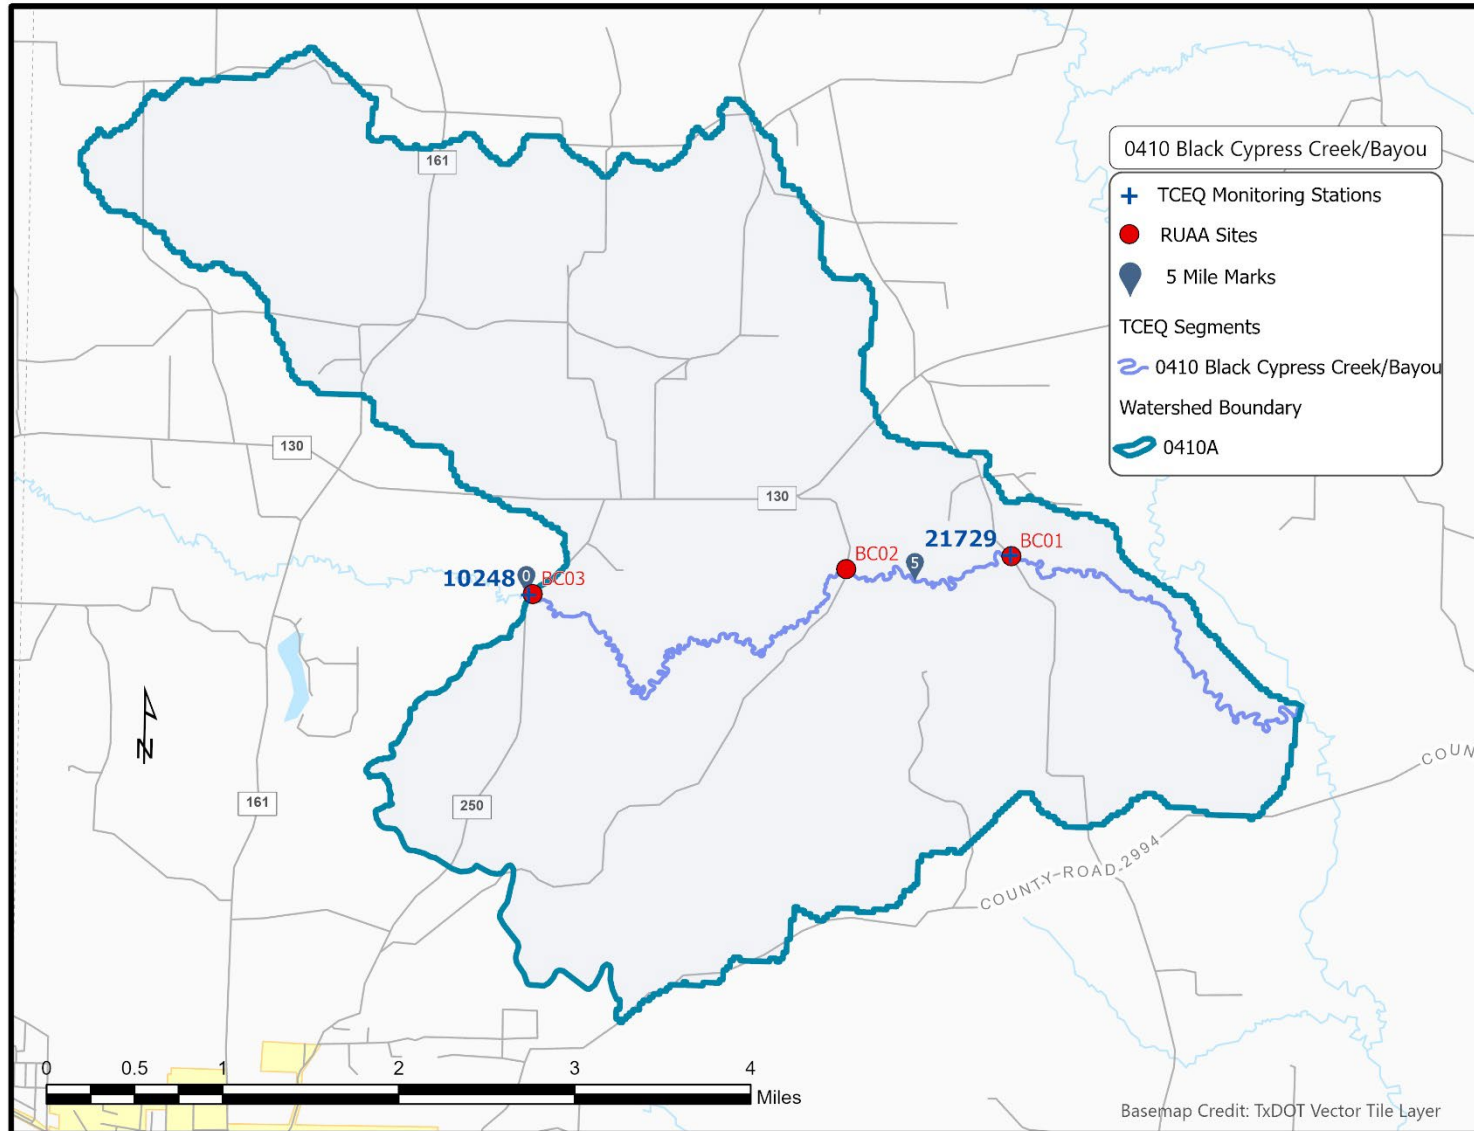 0410 Black Cypress Creek/Bayou
TCEQ Monitoring Stations
RUAA Sites
5 Mile Marks
TCEQ Segments
0410 Black Cypress Creek/Bayou
Watershed Boundary
0410A
161
130
130
21729
BC01
BC02
5
10248
0
BC03
N
161
250
COUN
COUNTY-ROAD-2994
0 0.5 1 2 3 4
Miles
Basemap Credit: TxDOT Vector Tile Layer